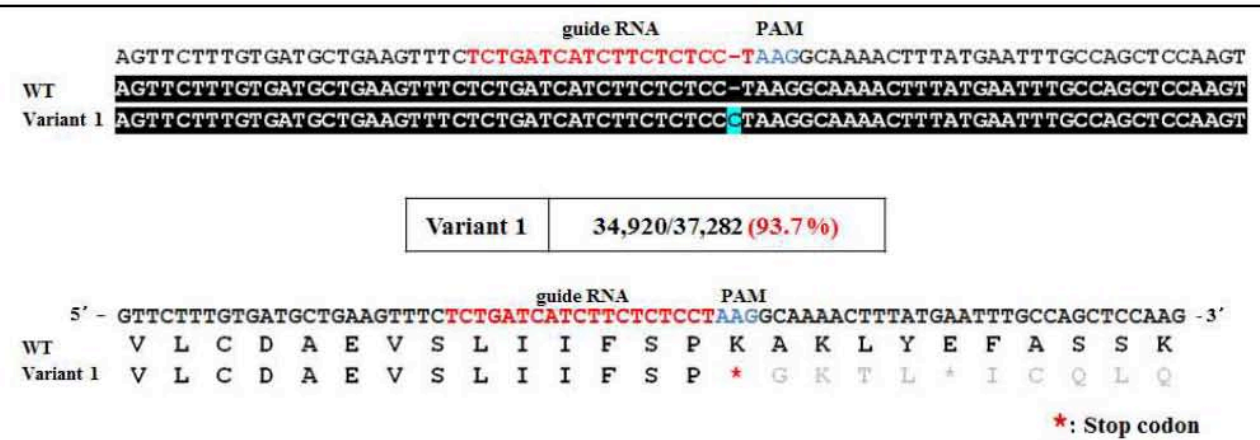 guide RNA PAM
AGTTCTTTGTGATGCTGAAGTTTCTCTGATCATCTTCTCTCC-TAAGGCAAAACTTTATGAATTTGCCAGCTCCAAGT
WT AGTTCTTTGTGATGCTGAAGTTTCTCTGATCATCTTCTCTCC-TAAGGCAAAACTTTATGAATTTGCCAGCTCCAAGT
Variant 1 AGTTCTTTGTGATGCTGAAGTTTCTCTGATCATCTTCTCTCCCTAAGGCAAAACTTTATGAATTTGCCAGCTCCAAGT
Variant 1 34,920/37,282 (93.7%)
guide RNA PAM
5′ - GTTCTTTGTGATGCTGAAGTTTCTCTGATCATCTTCTCTCCTAAGGCAAAACTTTATGAATTTGCCAGCTCCAAG -3′
WT V L C D A E V S L I I F S P K A K L Y E F A S S K
Variant 1 V L C D A E V S L I I F S P * G K T L * I C Q L Q
*: Stop codon